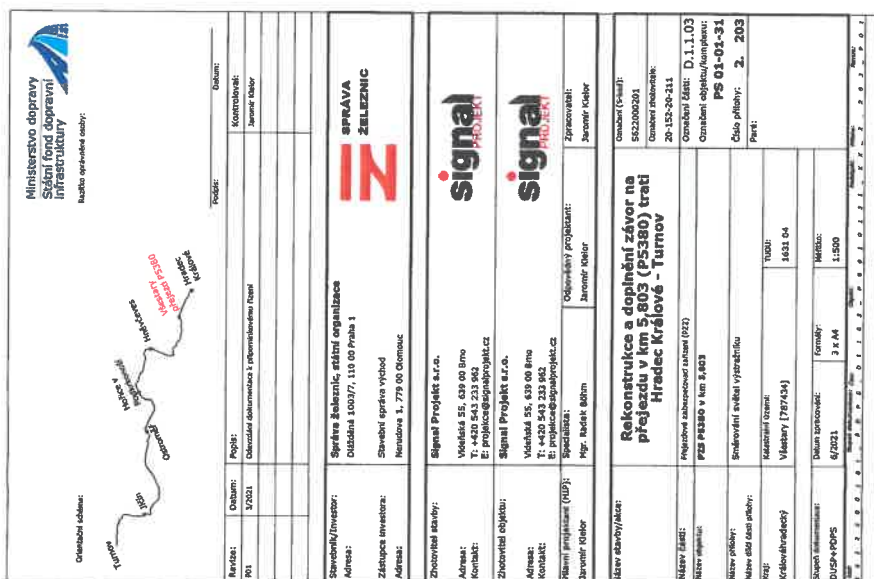 Orientační schéma:
Turnov
Jičín
Ostroměř
Hořice v
Podkrkonoší
Hněvčeves
Všestary
přejezd P5380
Hradec
Králové
Ministerstvo dopravy
Státní fond dopravní
infrastruktury
Razítko oprávněné osoby:
Podpis:
Datum:
Revize:
Datum:
Popis:
Kontroloval:
P01
3/2021
Odevzdání dokumentace k připomínkovému řízení
Jaromír Kielor
Stavebník/Investor:
Správa železnic, státní organizace
Adresa:
Dlážděná 1003/7, 110 00 Praha 1
Zástupce investora:
Stavební správa východ
Adresa:
Nerudova 1, 779 00 Olomouc
SPRÁVA
ŽELEZNIC
Zhotovitel stavby:
Signal Projekt s.r.o.
Adresa:
Vídeňská 55, 639 00 Brno
Kontakt:
T: +420 543 233 962
E: projekce@signalprojekt.cz
signal
PROJEKT
Zhotovitel objektu:
Signal Projekt s.r.o.
Adresa:
Vídeňská 55, 639 00 Brno
Kontakt:
T: +420 543 233 962
E: projekce@signalprojekt.cz
signal
PROJEKT
Hlavní projektant (HIP):
Specialista:
Odpovědný projektant:
Zpracovatel:
Jaromír Kielor
Mgr. Radek Böhm
Jaromír Kielor
Jaromír Kielor
Název stavby/akce:
Rekonstrukce a doplnění závor na
přejezdu v km 5,803 (P5380) trati
Hradec Králové - Turnov
Označení (S-kód):
S622000201
Označení zhotovitele:
20-152-20-211
Název části:
Přejezdové zabezpečovací zařízení (PZZ)
Označení části:
D.1.1.03
Název objektu:
PZS P5380 v km 5,803
Označení objektu/komplexu:
PS 01-01-31
Název přílohy:
Směrování světel výstražníku
Číslo přílohy:
2. 203
Název dílčí části přílohy:
Paré:
Kraj:
Katastrální území:
TUDU:
Královéhradecký
Všestary [787434]
1631 04
Stupeň dokumentace:
Datum zpracování:
Formáty:
Měřítko:
DUSP+PDPS
6/2021
3 x A4
1:500